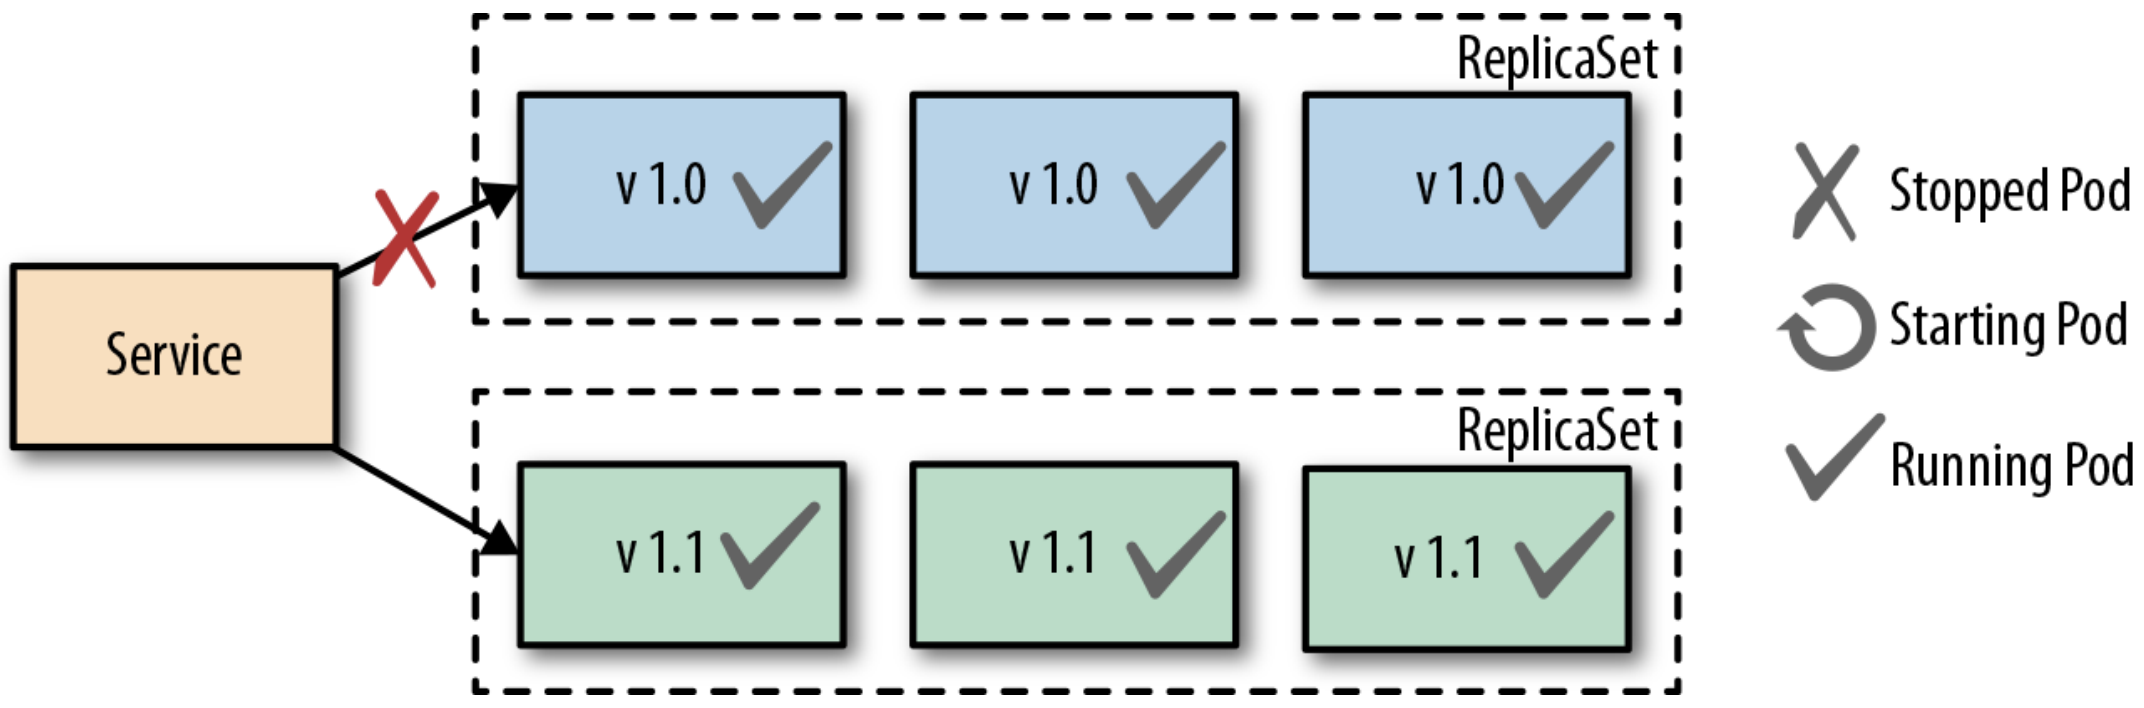 ReplicaSet
v 1.0
v 1.0
v 1.0
Service
ReplicaSet
v 1.1
v 1.1
v 1.1
Stopped Pod
Starting Pod
Running Pod